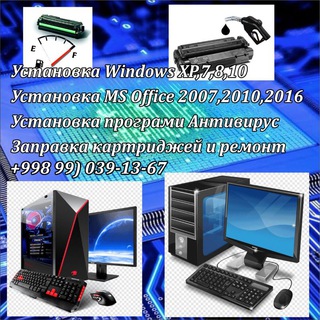 F
E
Установка Windows XP,7,8,10
Установка MS Office 2007,2010,2016
Установка програми Антивирус
Заправка картриджей и ремонт
+998 99) 039-13-67